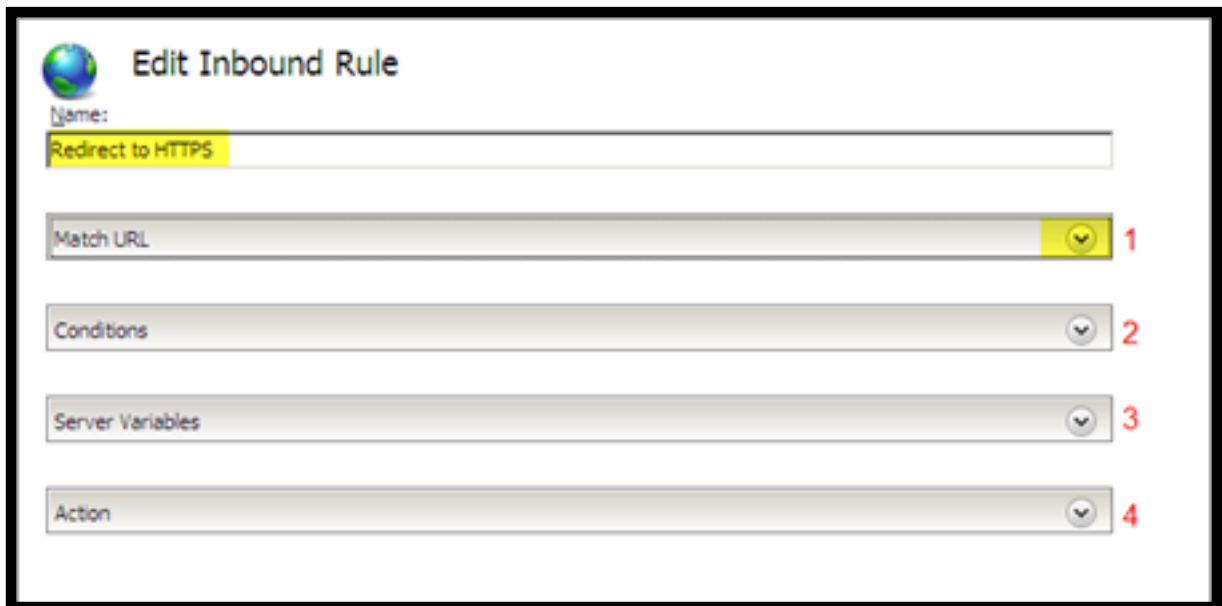 Edit Inbound Rule
Name:
Redirect to HTTPS
Match URL 1
Conditions 2
Server Variables 3
Action 4